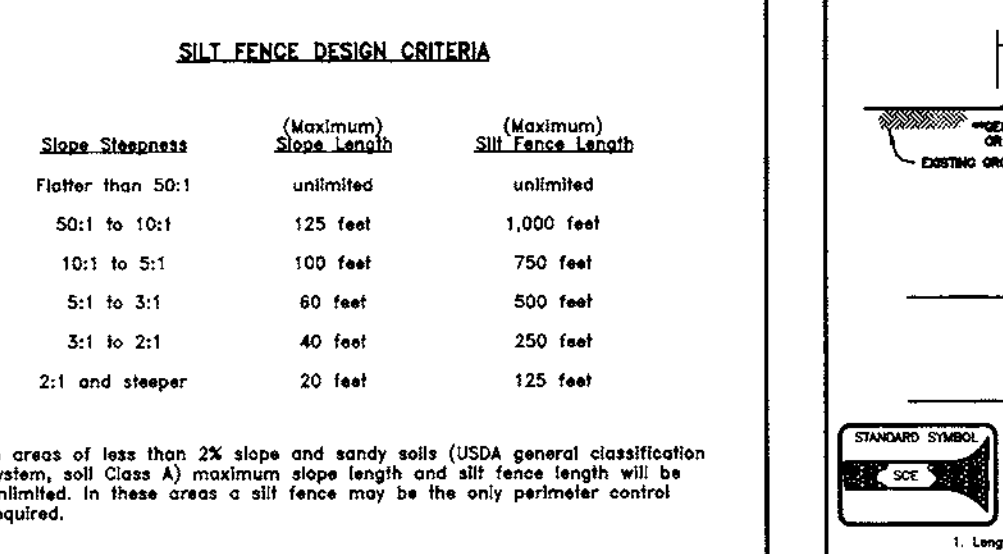 SILT FENCE DESIGN CRITERIA
Slope Steepness (Maximum) Slope Length (Maximum) Silt Fence Length
Flatter than 50:1 unlimited unlimited
50:1 to 10:1 125 feet 1,000 feet
10:1 to 5:1 100 feet 750 feet
5:1 to 3:1 60 feet 500 feet
3:1 to 2:1 40 feet 250 feet
2:1 and steeper 20 feet 125 feet
areas of less than 2% slope and sandy soils (USDA general classification
ystem, soil Class A) maximum slope length and silt fence length will be
nlimited. In these areas a silt fence may be the only perimeter control
quired.
EXISTING
STANDARD SYMBOL
SCE
1. Leng